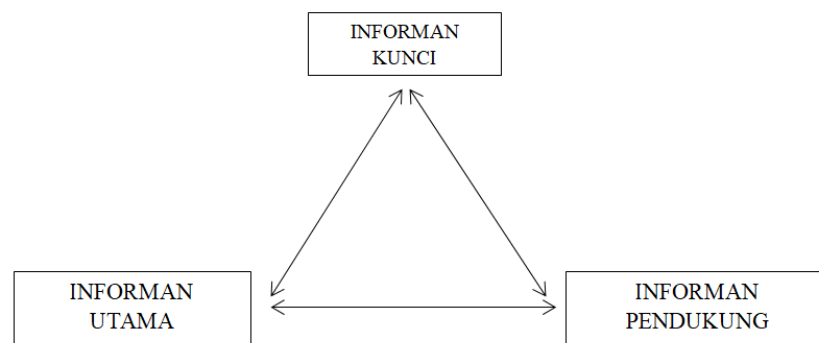 INFORMAN
KUNCI
INFORMAN
UTAMA
INFORMAN
PENDUKUNG